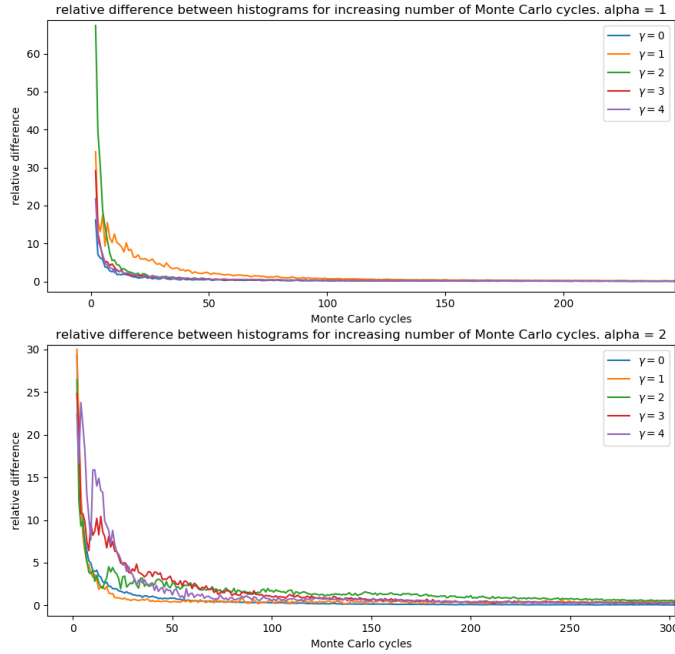 relative difference between histograms for increasing number of Monte Carlo cycles. alpha = 1
relative difference
60
50
40
30
20
10
0
γ = 0
γ = 1
γ = 2
γ = 3
γ = 4
0 50 100 150 200
Monte Carlo cycles
relative difference between histograms for increasing number of Monte Carlo cycles. alpha = 2
relative difference
30
25
20
15
10
5
0
γ = 0
γ = 1
γ = 2
γ = 3
γ = 4
0 50 100 150 200 250 300
Monte Carlo cycles